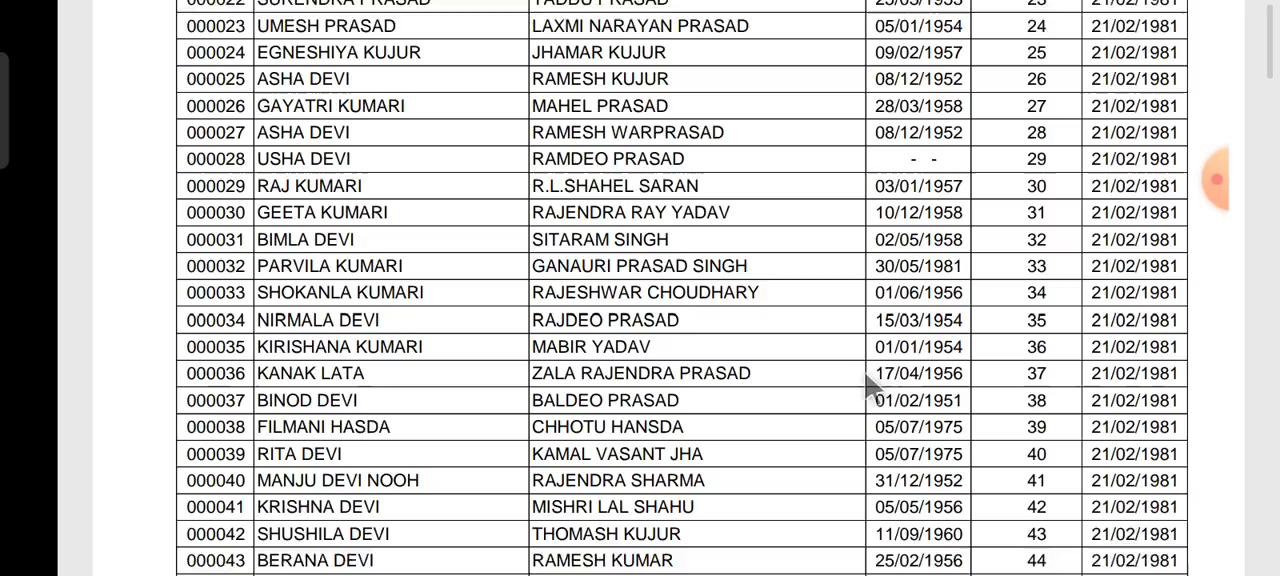 000022 SURENDRA PRASAD YADDU PRASAD 23 21/02/1981
000023 UMESH PRASAD LAXMI NARAYAN PRASAD 05/01/1954 24 21/02/1981
000024 EGNESHIYA KUJUR JHAMAR KUJUR 09/02/1957 25 21/02/1981
000025 ASHA DEVI RAMESH KUJUR 08/12/1952 26 21/02/1981
000026 GAYATRI KUMARI MAHEL PRASAD 28/03/1958 27 21/02/1981
000027 ASHA DEVI RAMESH WARPRASAD 08/12/1952 28 21/02/1981
000028 USHA DEVI RAMDEO PRASAD - - 29 21/02/1981
000029 RAJ KUMARI R.L.SHAHEL SARAN 03/01/1957 30 21/02/1981
000030 GEETA KUMARI RAJENDRA RAY YADAV 10/12/1958 31 21/02/1981
000031 BIMLA DEVI SITARAM SINGH 02/05/1958 32 21/02/1981
000032 PARVILA KUMARI GANAURI PRASAD SINGH 30/05/1981 33 21/02/1981
000033 SHOKANLA KUMARI RAJESHWAR CHOUDHARY 01/06/1956 34 21/02/1981
000034 NIRMALA DEVI RAJDEO PRASAD 15/03/1954 35 21/02/1981
000035 KIRISHANA KUMARI MABIR YADAV 01/01/1954 36 21/02/1981
000036 KANAK LATA ZALA RAJENDRA PRASAD 17/04/1956 37 21/02/1981
000037 BINOD DEVI BALDEO PRASAD 01/02/1951 38 21/02/1981
000038 FILMANI HASDA CHHOTU HANSDA 05/07/1975 39 21/02/1981
000039 RITA DEVI KAMAL VASANT JHA 05/07/1975 40 21/02/1981
000040 MANJU DEVI NOOH RAJENDRA SHARMA 31/12/1952 41 21/02/1981
000041 KRISHNA DEVI MISHRI LAL SHAHU 05/05/1956 42 21/02/1981
000042 SHUSHILA DEVI THOMASH KUJUR 11/09/1960 43 21/02/1981
000043 BERANA DEVI RAMESH KUMAR 25/02/1956 44 21/02/1981